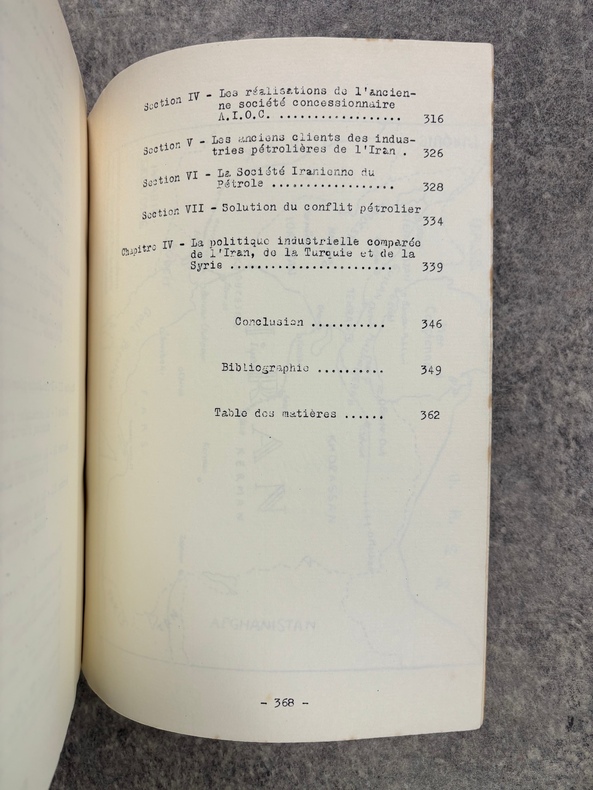 Section IV - Les réalisations de l'ancien-
ne société concessionnaire
A.I.O.C. .................. 316
Section V - Les anciens clients des indus-
tries pétrolières de l'Iran . 326
Section VI - La Société Iranienne du
Pétrole .................. 328
Section VII - Solution du conflit pétrolier
334
Chapitre IV - La politique industrielle comparée
de l'Iran, de la Turquie et de la
Syrie ........................ 339
Conclusion ........... 346
Bibliographie .......... 349
Table des matières ...... 362
AFGHANISTAN
- 368 -